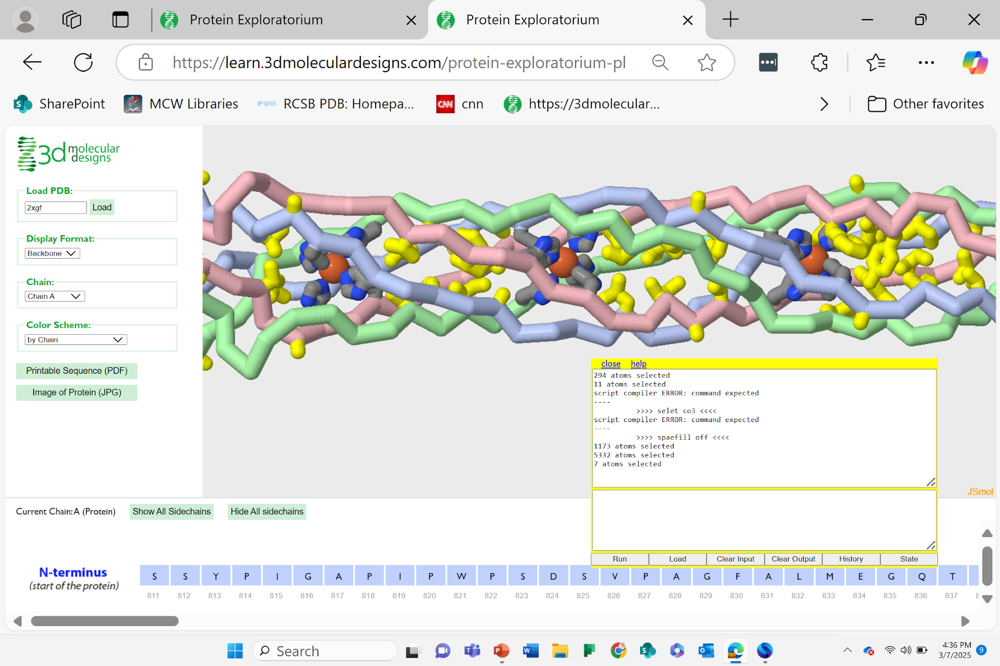 Protein Exploratorium
Protein Exploratorium
https://learn.3dmoleculardesigns.com/protein-exploratorium-pl
S SharePoint
MCW Libraries
PDB RCSB PDB: Homepa...
CNN cnn
https://3dmolecular...
Other favorites
3d molecular designs
Load PDB:
2xgf Load
Display Format:
Backbone
Chain:
Chain A
Color Scheme:
by Chain
Printable Sequence (PDF)
Image of Protein (JPG)
close help
294 atoms selected
11 atoms selected
script compiler ERROR: command expected
----
>>>> selet co3 <<<<
script compiler ERROR: command expected
----
>>>> spaefill off <<<<
1173 atoms selected
5332 atoms selected
7 atoms selected
JSmol
Run Load Clear Input Clear Output History State
Current Chain:A (Protein) Show All Sidechains Hide All sidechains
N-terminus
(start of the protein)
S S Y P I G A P I P W P S D S V P A G F A L M E G Q T
811 812 813 814 815 816 817 818 819 820 821 822 823 824 825 826 827 828 829 830 831 832 833 834 835 836 837 8
Search
4:36 PM
3/7/2025
9